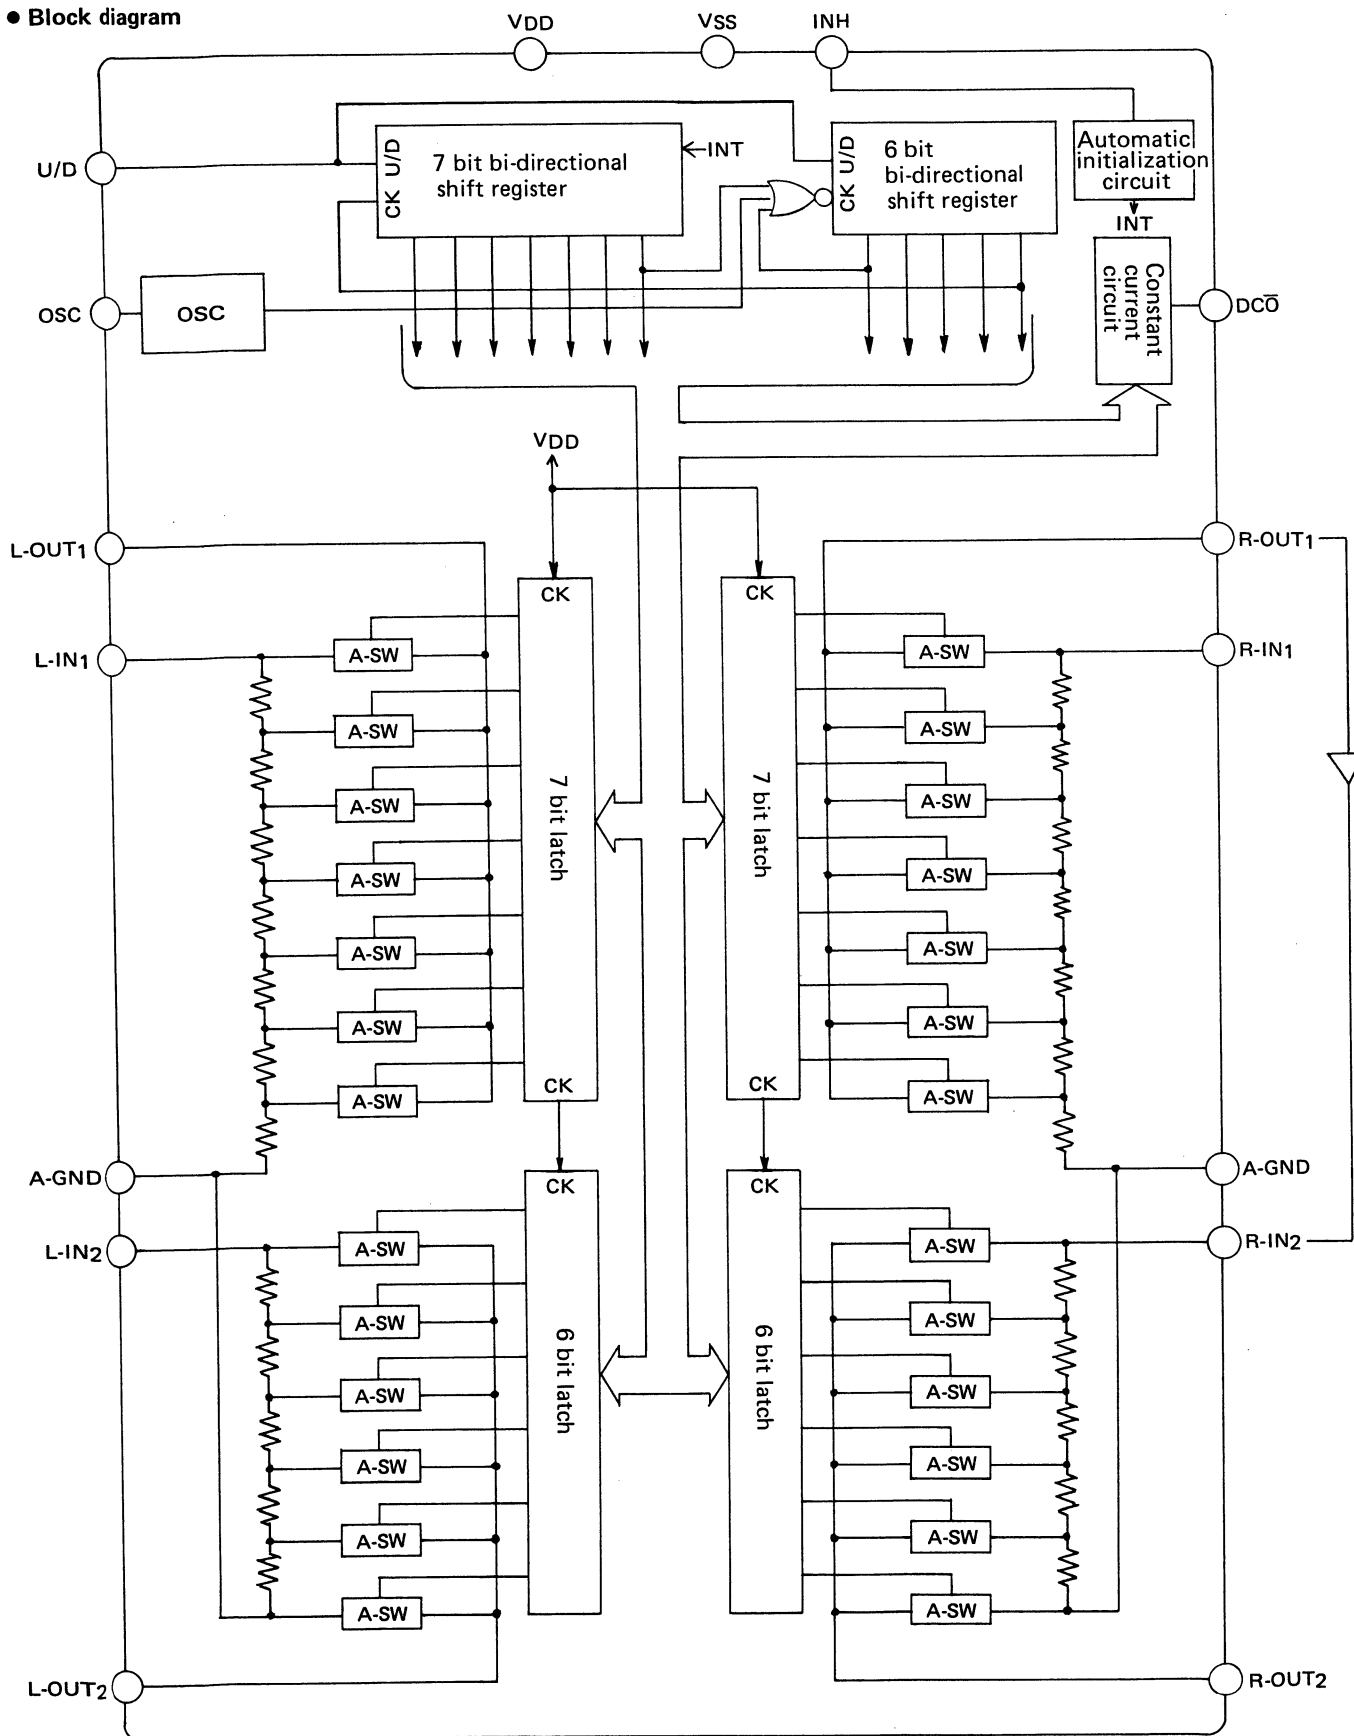 ● Block diagram
VDD
VSS
INH
U/D
CK U/D
7 bit bi-directional
shift register
←INT
CK U/D
6 bit
bi-directional
shift register
Automatic
initialization
circuit
INT
OSC
OSC
Constant
current
circuit
DCO̅
VDD
L-OUT1
R-OUT1
CK
CK
L-IN1
A-SW
A-SW
R-IN1
A-SW
A-SW
A-SW
A-SW
7 bit latch
7 bit latch
A-SW
A-SW
A-SW
A-SW
A-SW
A-SW
A-SW
A-SW
CK
CK
A-GND
A-GND
CK
CK
L-IN2
A-SW
A-SW
R-IN2
A-SW
A-SW
6 bit latch
6 bit latch
A-SW
A-SW
A-SW
A-SW
A-SW
A-SW
A-SW
A-SW
L-OUT2
R-OUT2